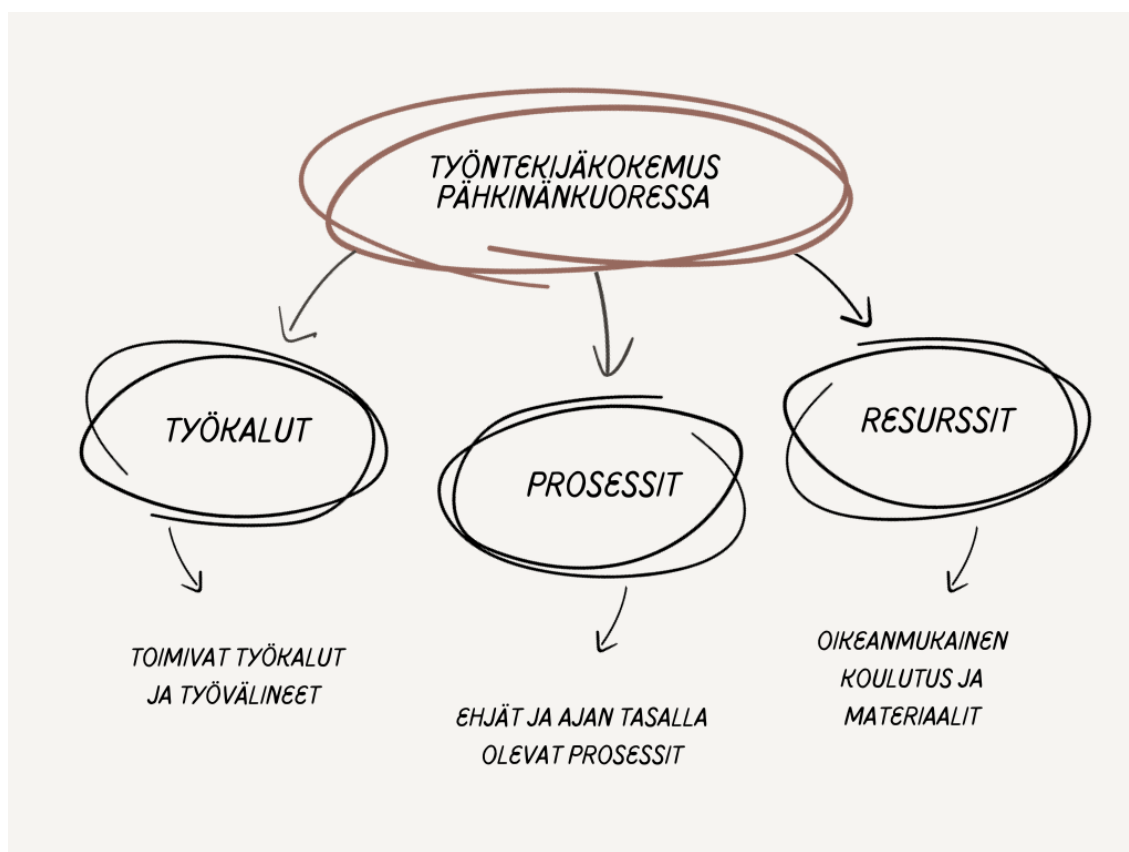 TYÖNTEKIJÄKOKEMUS
PÄHKINÄNKUORESSA
TYÖKALUT
PROSESSIT
RESURSSIT
TOIMIVAT TYÖKALUT
JA TYÖVÄLINEET
EHJÄT JA AJAN TASALLA
OLEVAT PROSESSIT
OIKEANMUKAINEN
KOULUTUS JA
MATERIAALIT